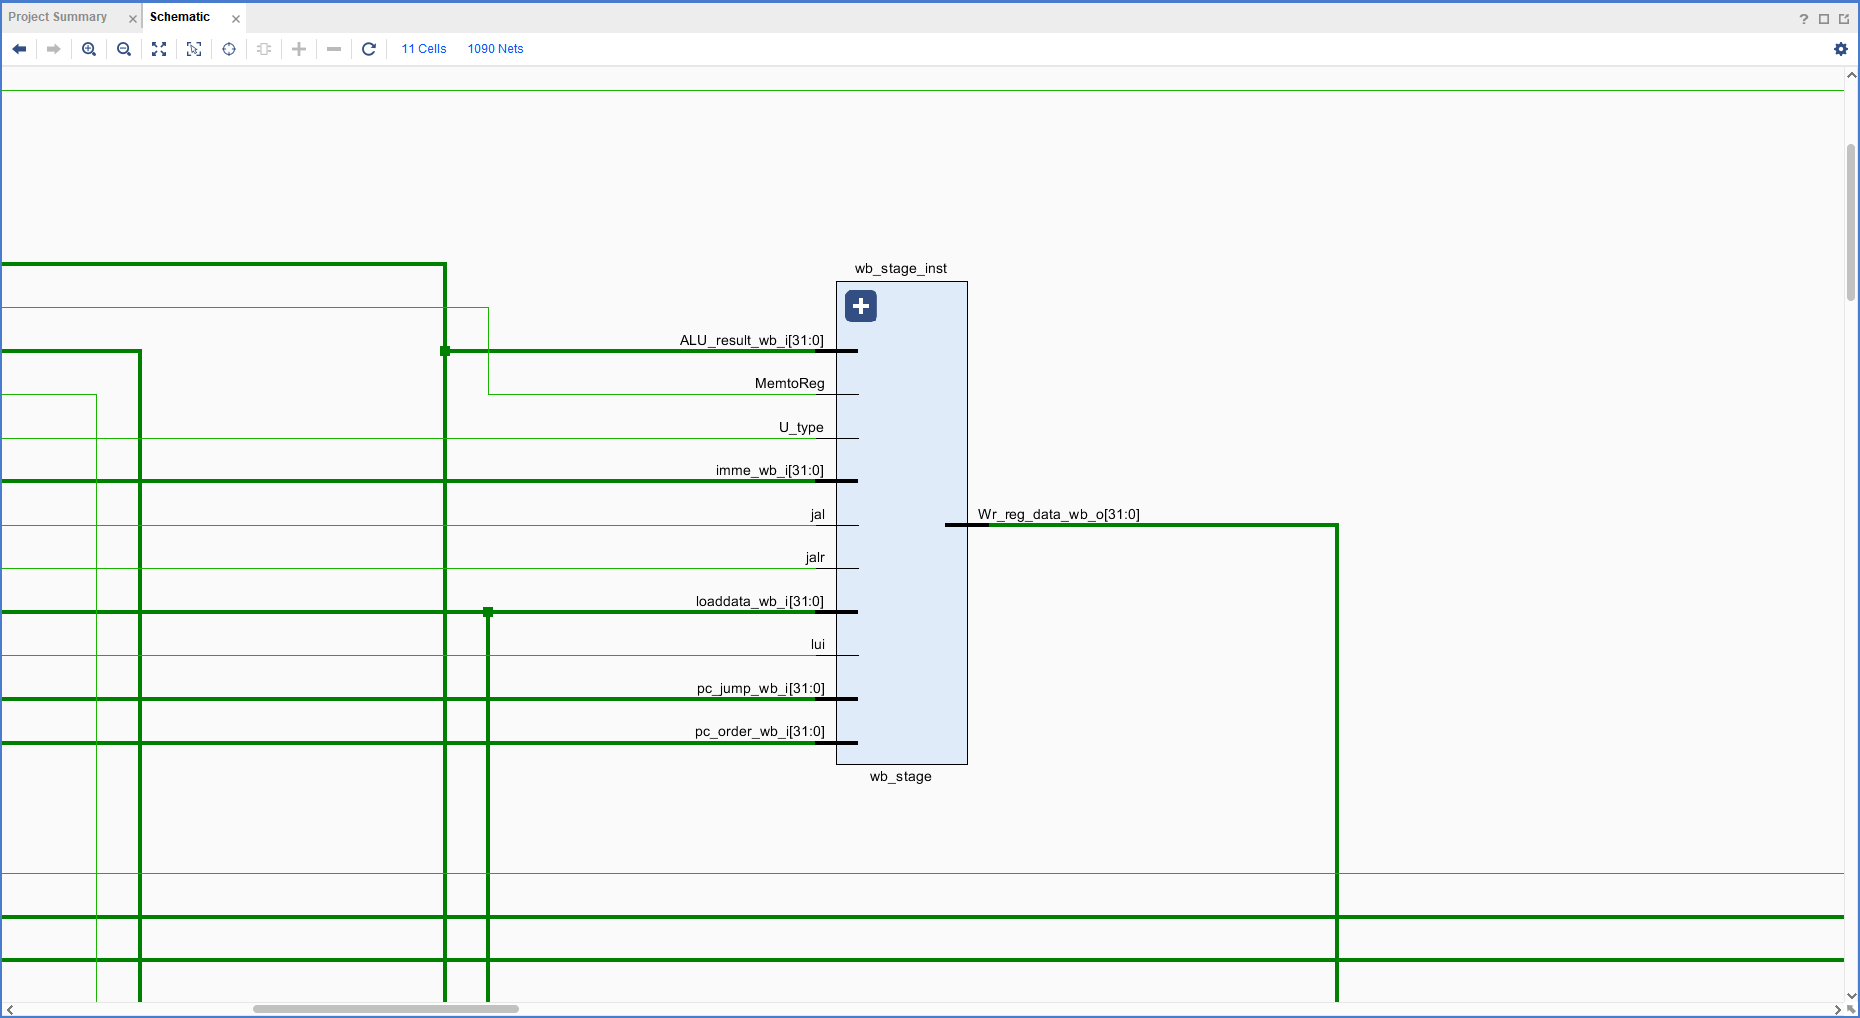 Project Summary
Schematic
11 Cells 1090 Nets
wb_stage_inst
ALU_result_wb_i[31:0]
MemtoReg
U_type
imme_wb_i[31:0]
jal
Wr_reg_data_wb_o[31:0]
jalr
loaddata_wb_i[31:0]
lui
pc_jump_wb_i[31:0]
pc_order_wb_i[31:0]
wb_stage